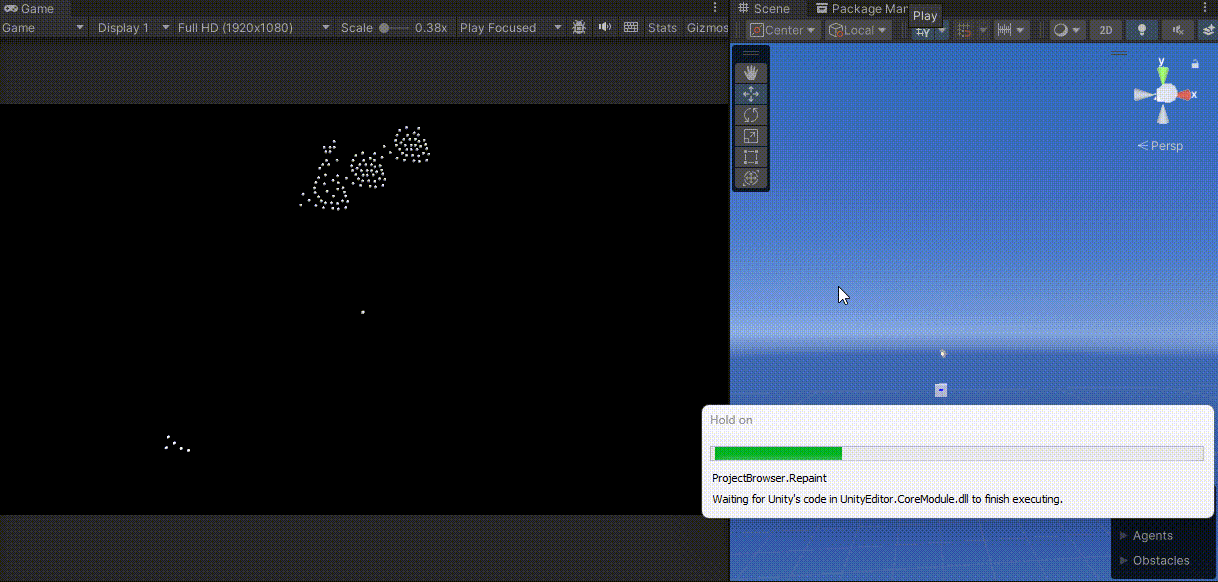 Game
Scene
Package Mar
Play
Game
Display 1
Full HD (1920x1080)
Scale
0.38x
Play Focused
Stats
Gizmos
Center
Local
2D
y
x
Persp
Hold on
ProjectBrowser.Repaint
Waiting for Unity's code in UnityEditor.CoreModule.dll to finish executing.
Agents
Obstacles